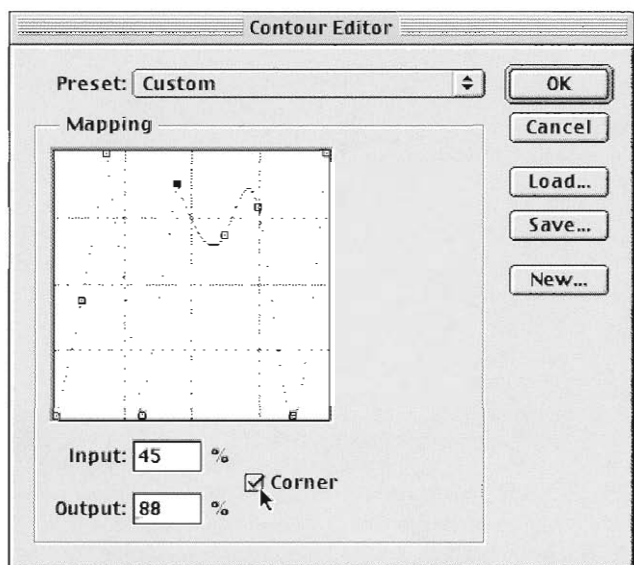 Contour Editor
Preset: Custom
OK
Mapping
Cancel
Load...
Save...
New...
Input: 45 %
Corner
Output: 88 %